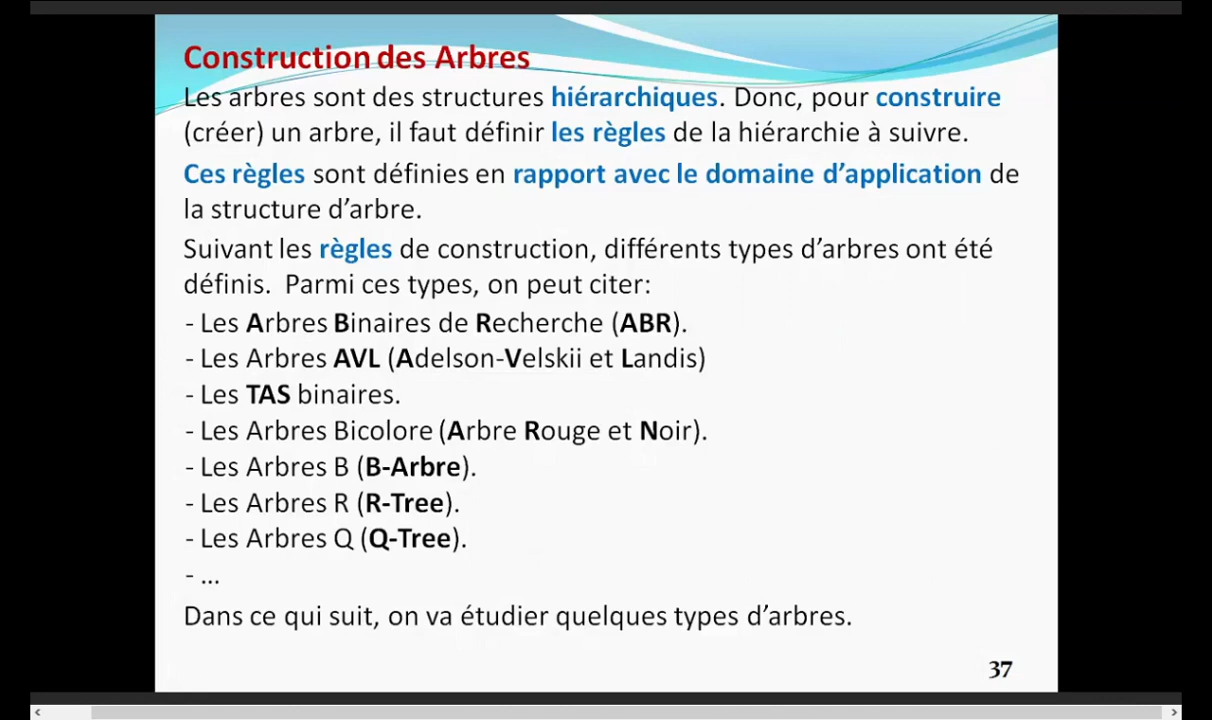 Construction des Arbres
Les arbres sont des structures hiérarchiques. Donc, pour construire
(créer) un arbre, il faut définir les règles de la hiérarchie à suivre.
Ces règles sont définies en rapport avec le domaine d’application de
la structure d’arbre.
Suivant les règles de construction, différents types d’arbres ont été
définis. Parmi ces types, on peut citer:
- Les Arbres Binaires de Recherche (ABR).
- Les Arbres AVL (Adelson-Velskii et Landis)
- Les TAS binaires.
- Les Arbres Bicolore (Arbre Rouge et Noir).
- Les Arbres B (B-Arbre).
- Les Arbres R (R-Tree).
- Les Arbres Q (Q-Tree).
- ...
Dans ce qui suit, on va étudier quelques types d’arbres.
37